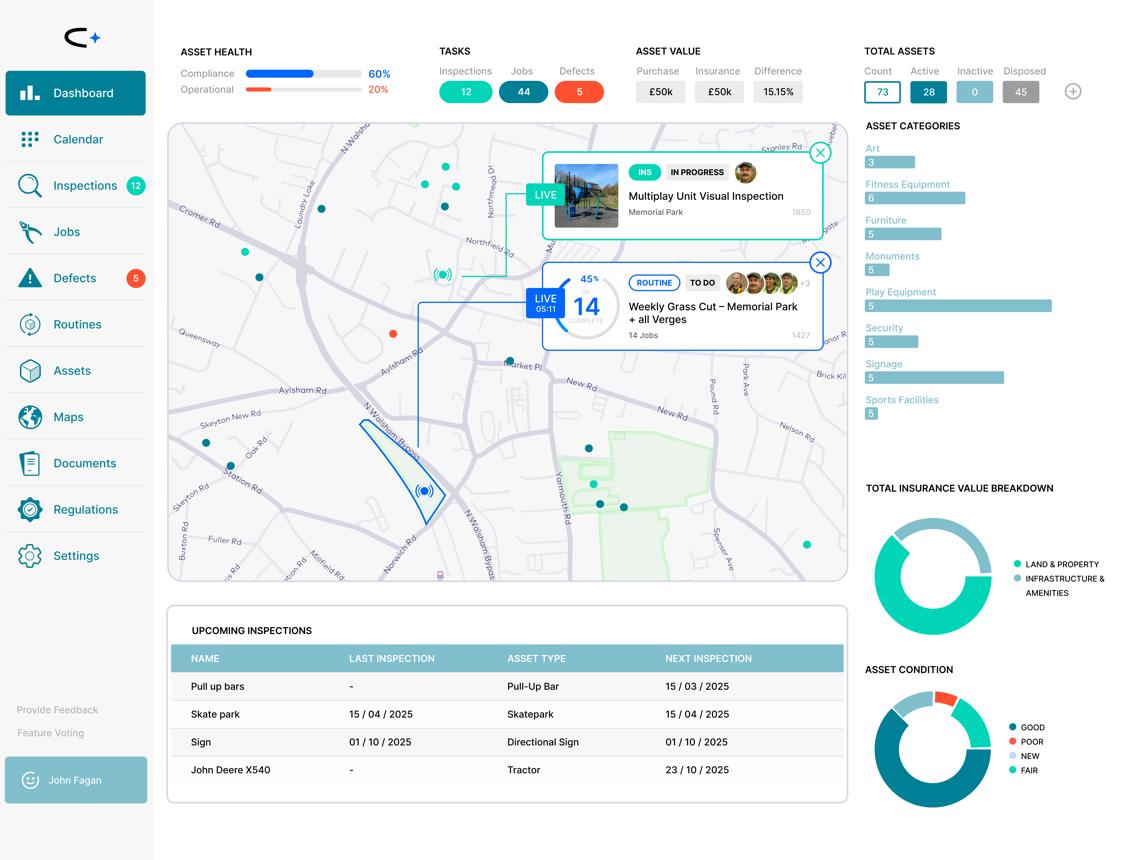 ASSET HEALTH
Compliance 60%
Operational 20%
TASKS
Inspections Jobs Defects
12 44 5
ASSET VALUE
Purchase Insurance Difference
£50k £50k 15.15%
TOTAL ASSETS
Count Active Inactive Disposed
73 28 0 45
Dashboard
Calendar
Inspections 12
Jobs
Defects 5
Routines
Assets
Maps
Documents
Regulations
Settings
Provide Feedback
Feature Voting
John Fagan
N Walsha
Laundry Loke
Cromer Rd
Northmead Dr
Northfield Rd
Stanley Rd
Queensway
Aylsham Rd
Aylsham Rd
Market Pl
New Rd
New Rd
Park Ave
Pound Rd
Brick Kil
Nelson Rd
Skeyton New Rd
Oak Rd
Station Rd
Skeyton Rd
Buxton Rd
Fuller Rd
Millfield Rd
Norwich Rd
N Walsham Bypass
N Walsham Bypass
Yarmouth Rd
Spenser Ave
LIVE
INS IN PROGRESS
Multiplay Unit Visual Inspection
Memorial Park 1850
LIVE
05:11
45%
OF
14
COMPLETE
ROUTINE TO DO +3
Weekly Grass Cut – Memorial Park
+ all Verges
14 Jobs 1427
ASSET CATEGORIES
Art
3
Fitness Equipment
6
Furniture
5
Monuments
5
Play Equipment
5
Security
5
Signage
5
Sports Facilities
5
TOTAL INSURANCE VALUE BREAKDOWN
LAND & PROPERTY
INFRASTRUCTURE &
AMENITIES
ASSET CONDITION
GOOD
POOR
NEW
FAIR
UPCOMING INSPECTIONS
NAME LAST INSPECTION ASSET TYPE NEXT INSPECTION
Pull up bars - Pull-Up Bar 15 / 03 / 2025
Skate park 15 / 04 / 2025 Skatepark 15 / 04 / 2025
Sign 01 / 10 / 2025 Directional Sign 01 / 10 / 2025
John Deere X540 - Tractor 23 / 10 / 2025